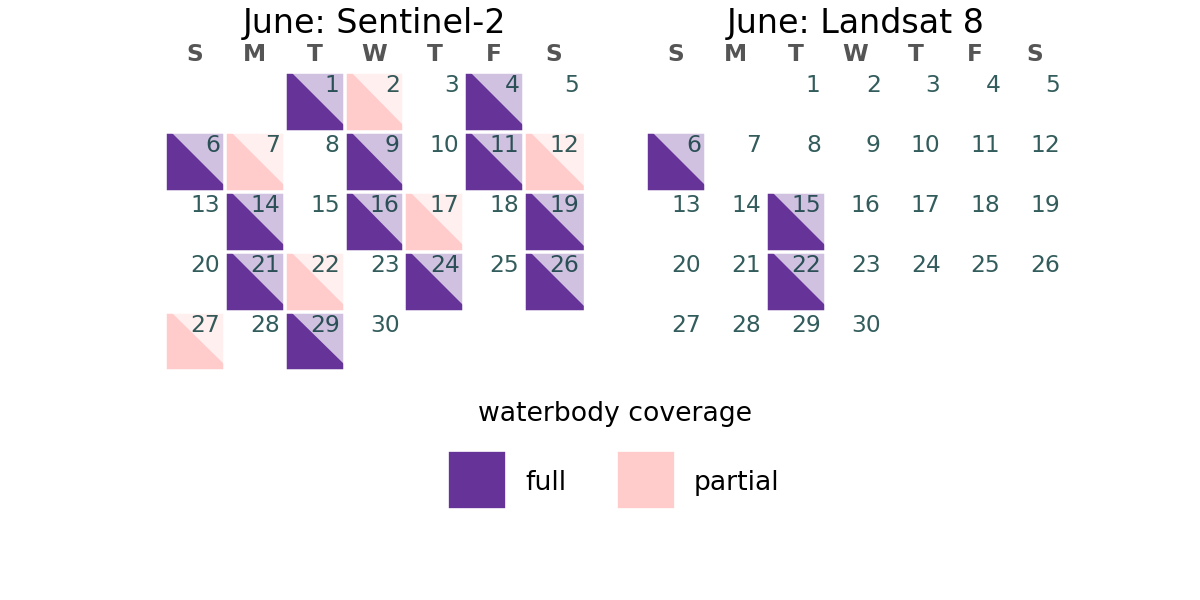 June: Sentinel-2
S M T W T F S
1 2 3 4 5
6 7 8 9 10 11 12
13 14 15 16 17 18 19
20 21 22 23 24 25 26
27 28 29 30
June: Landsat 8
S M T W T F S
1 2 3 4 5
6 7 8 9 10 11 12
13 14 15 16 17 18 19
20 21 22 23 24 25 26
27 28 29 30
waterbody coverage
full partial